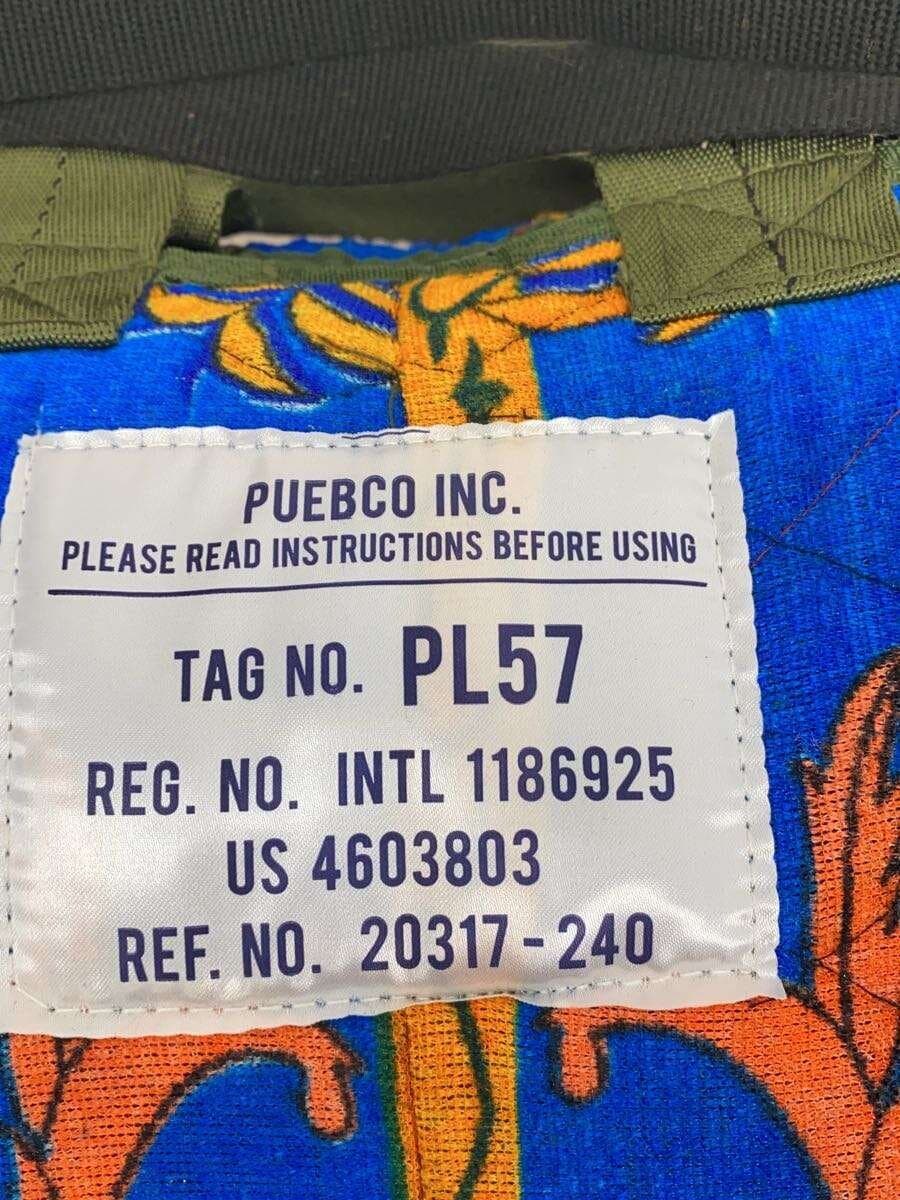 PUEBCO INC.
PLEASE READ INSTRUCTIONS BEFORE USING
TAG NO. PL57
REG. NO. INTL 1186925
US 4603803
REF. NO. 20317-240